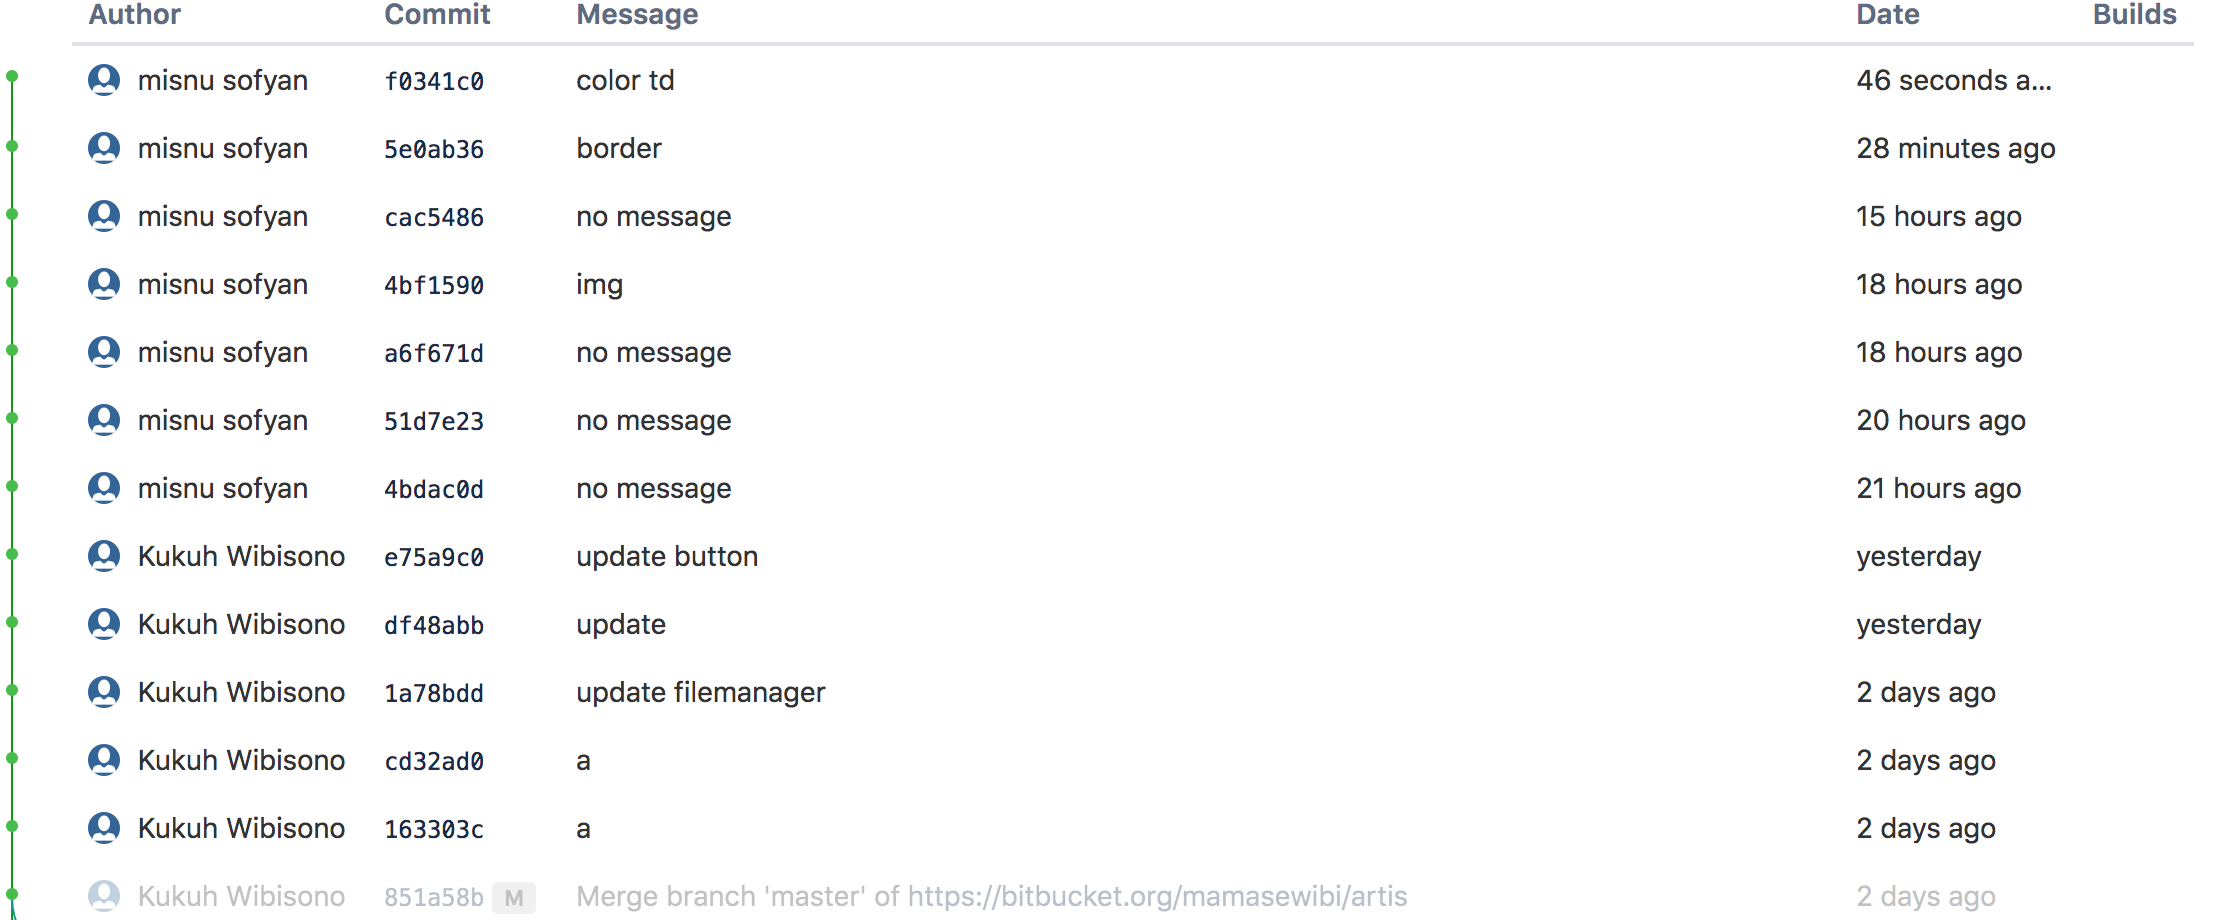 Author Commit Message Date Builds
misnu sofyan f0341c0 color td 46 seconds a...
misnu sofyan 5e0ab36 border 28 minutes ago
misnu sofyan cac5486 no message 15 hours ago
misnu sofyan 4bf1590 img 18 hours ago
misnu sofyan a6f671d no message 18 hours ago
misnu sofyan 51d7e23 no message 20 hours ago
misnu sofyan 4bdac0d no message 21 hours ago
Kukuh Wibisono e75a9c0 update button yesterday
Kukuh Wibisono df48abb update yesterday
Kukuh Wibisono 1a78bdd update filemanager 2 days ago
Kukuh Wibisono cd32ad0 a 2 days ago
Kukuh Wibisono 163303c a 2 days ago
Kukuh Wibisono 851a58b M Merge branch 'master' of https://bitbucket.org/mamasewibi/artis 2 days ago